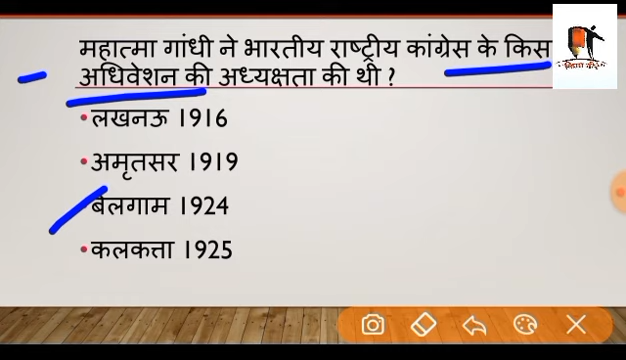 महात्मा गांधी ने भारतीय राष्ट्रीय कांग्रेस के किस
अधिवेशन की अध्यक्षता की थी ?
•लखनऊ 1916
•अमृतसर 1919
बेलगाम 1924
•कलकत्ता 1925